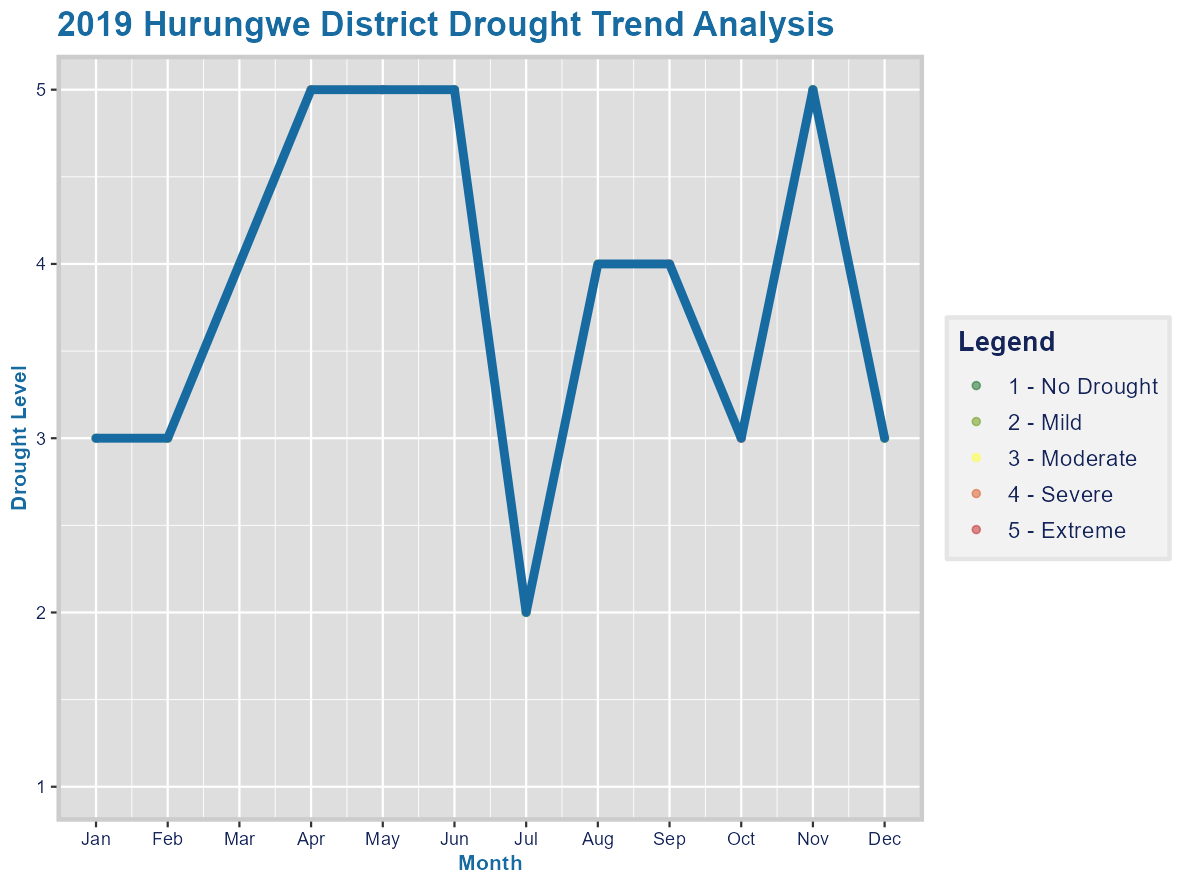 2019 Hurungwe District Drought Trend Analysis
5
4
3
2
1
Drought Level
Jan Feb Mar Apr May Jun Jul Aug Sep Oct Nov Dec
Month
Legend
1 - No Drought
2 - Mild
3 - Moderate
4 - Severe
5 - Extreme